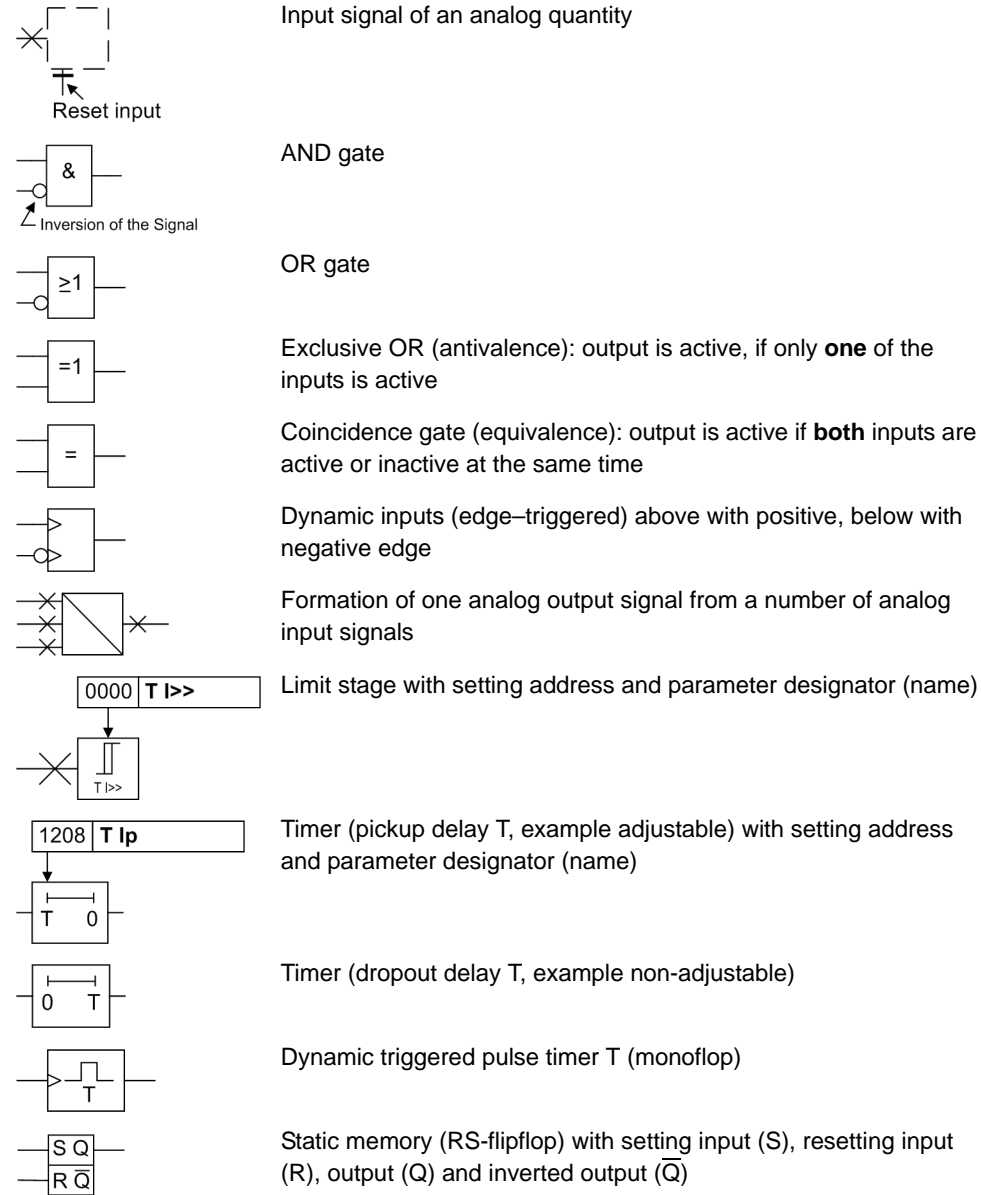 Input signal of an analog quantity
Reset input
AND gate
&
Inversion of the Signal
OR gate
≥1
Exclusive OR (antivalence): output is active, if only one of the
inputs is active
=1
Coincidence gate (equivalence): output is active if both inputs are
active or inactive at the same time
=
Dynamic inputs (edge–triggered) above with positive, below with
negative edge
Formation of one analog output signal from a number of analog
input signals
0000 T I>>
Limit stage with setting address and parameter designator (name)
T I>>
1208 T Ip
Timer (pickup delay T, example adjustable) with setting address
and parameter designator (name)
T 0
Timer (dropout delay T, example non-adjustable)
0 T
Dynamic triggered pulse timer T (monoflop)
T
Static memory (RS-flipflop) with setting input (S), resetting input
(R), output (Q) and inverted output (Q̅)
S Q
R Q̅